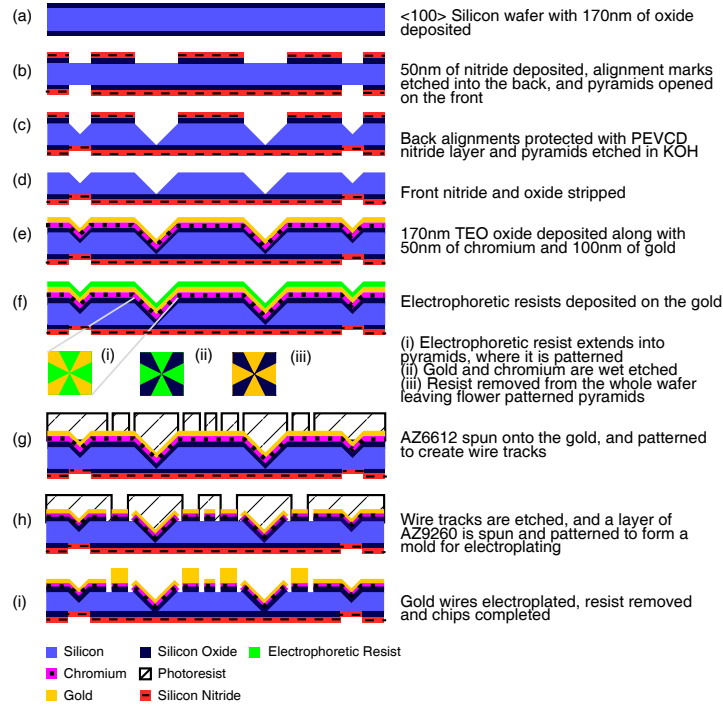 (a)
<100> Silicon wafer with 170nm of oxide
deposited
(b)
50nm of nitride deposited, alignment marks
etched into the back, and pyramids opened
on the front
(c)
Back alignments protected with PEVCD
nitride layer and pyramids etched in KOH
(d)
Front nitride and oxide stripped
(e)
170nm TEO oxide deposited along with
50nm of chromium and 100nm of gold
(f)
Electrophoretic resists deposited on the gold
(i)
(ii)
(iii)
(i) Electrophoretic resist extends into
pyramids, where it is patterned
(ii) Gold and chromium are wet etched
(iii) Resist removed from the whole wafer
leaving flower patterned pyramids
(g)
AZ6612 spun onto the gold, and patterned
to create wire tracks
(h)
Wire tracks are etched, and a layer of
AZ9260 is spun and patterned to form a
mold for electroplating
(i)
Gold wires electroplated, resist removed
and chips completed
Silicon
Silicon Oxide
Electrophoretic Resist
Chromium
Photoresist
Gold
Silicon Nitride